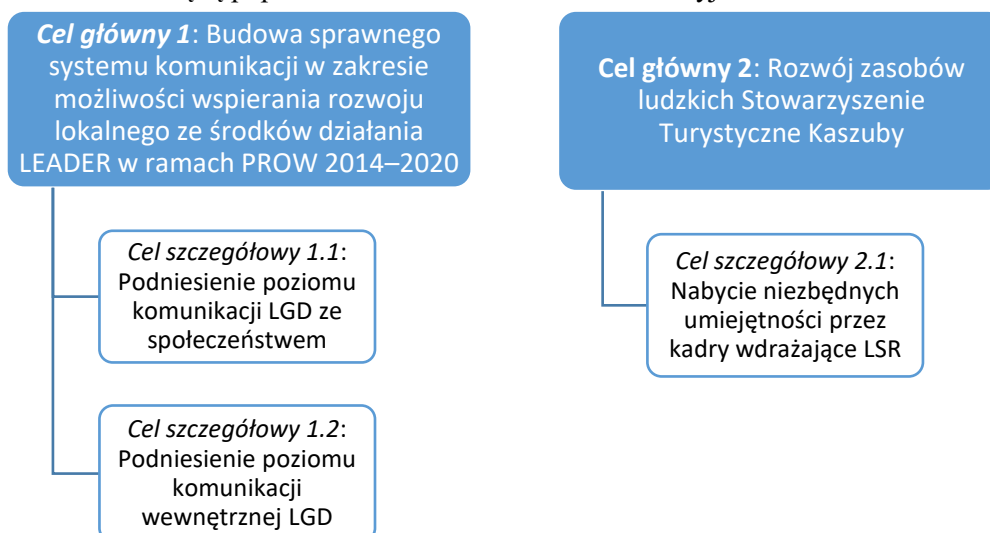 Cel główny 1: Budowa sprawnego
systemu komunikacji w zakresie
możliwości wspierania rozwoju
lokalnego ze środków działania
LEADER w ramach PROW 2014–2020
Cel szczegółowy 1.1:
Podniesienie poziomu
komunikacji LGD ze
społeczeństwem
Cel szczegółowy 1.2:
Podniesienie poziomu
komunikacji
wewnętrznej LGD
Cel główny 2: Rozwój zasobów
ludzkich Stowarzyszenie
Turystyczne Kaszuby
Cel szczegółowy 2.1:
Nabycie niezbędnych
umiejętności przez
kadry wdrażające LSR